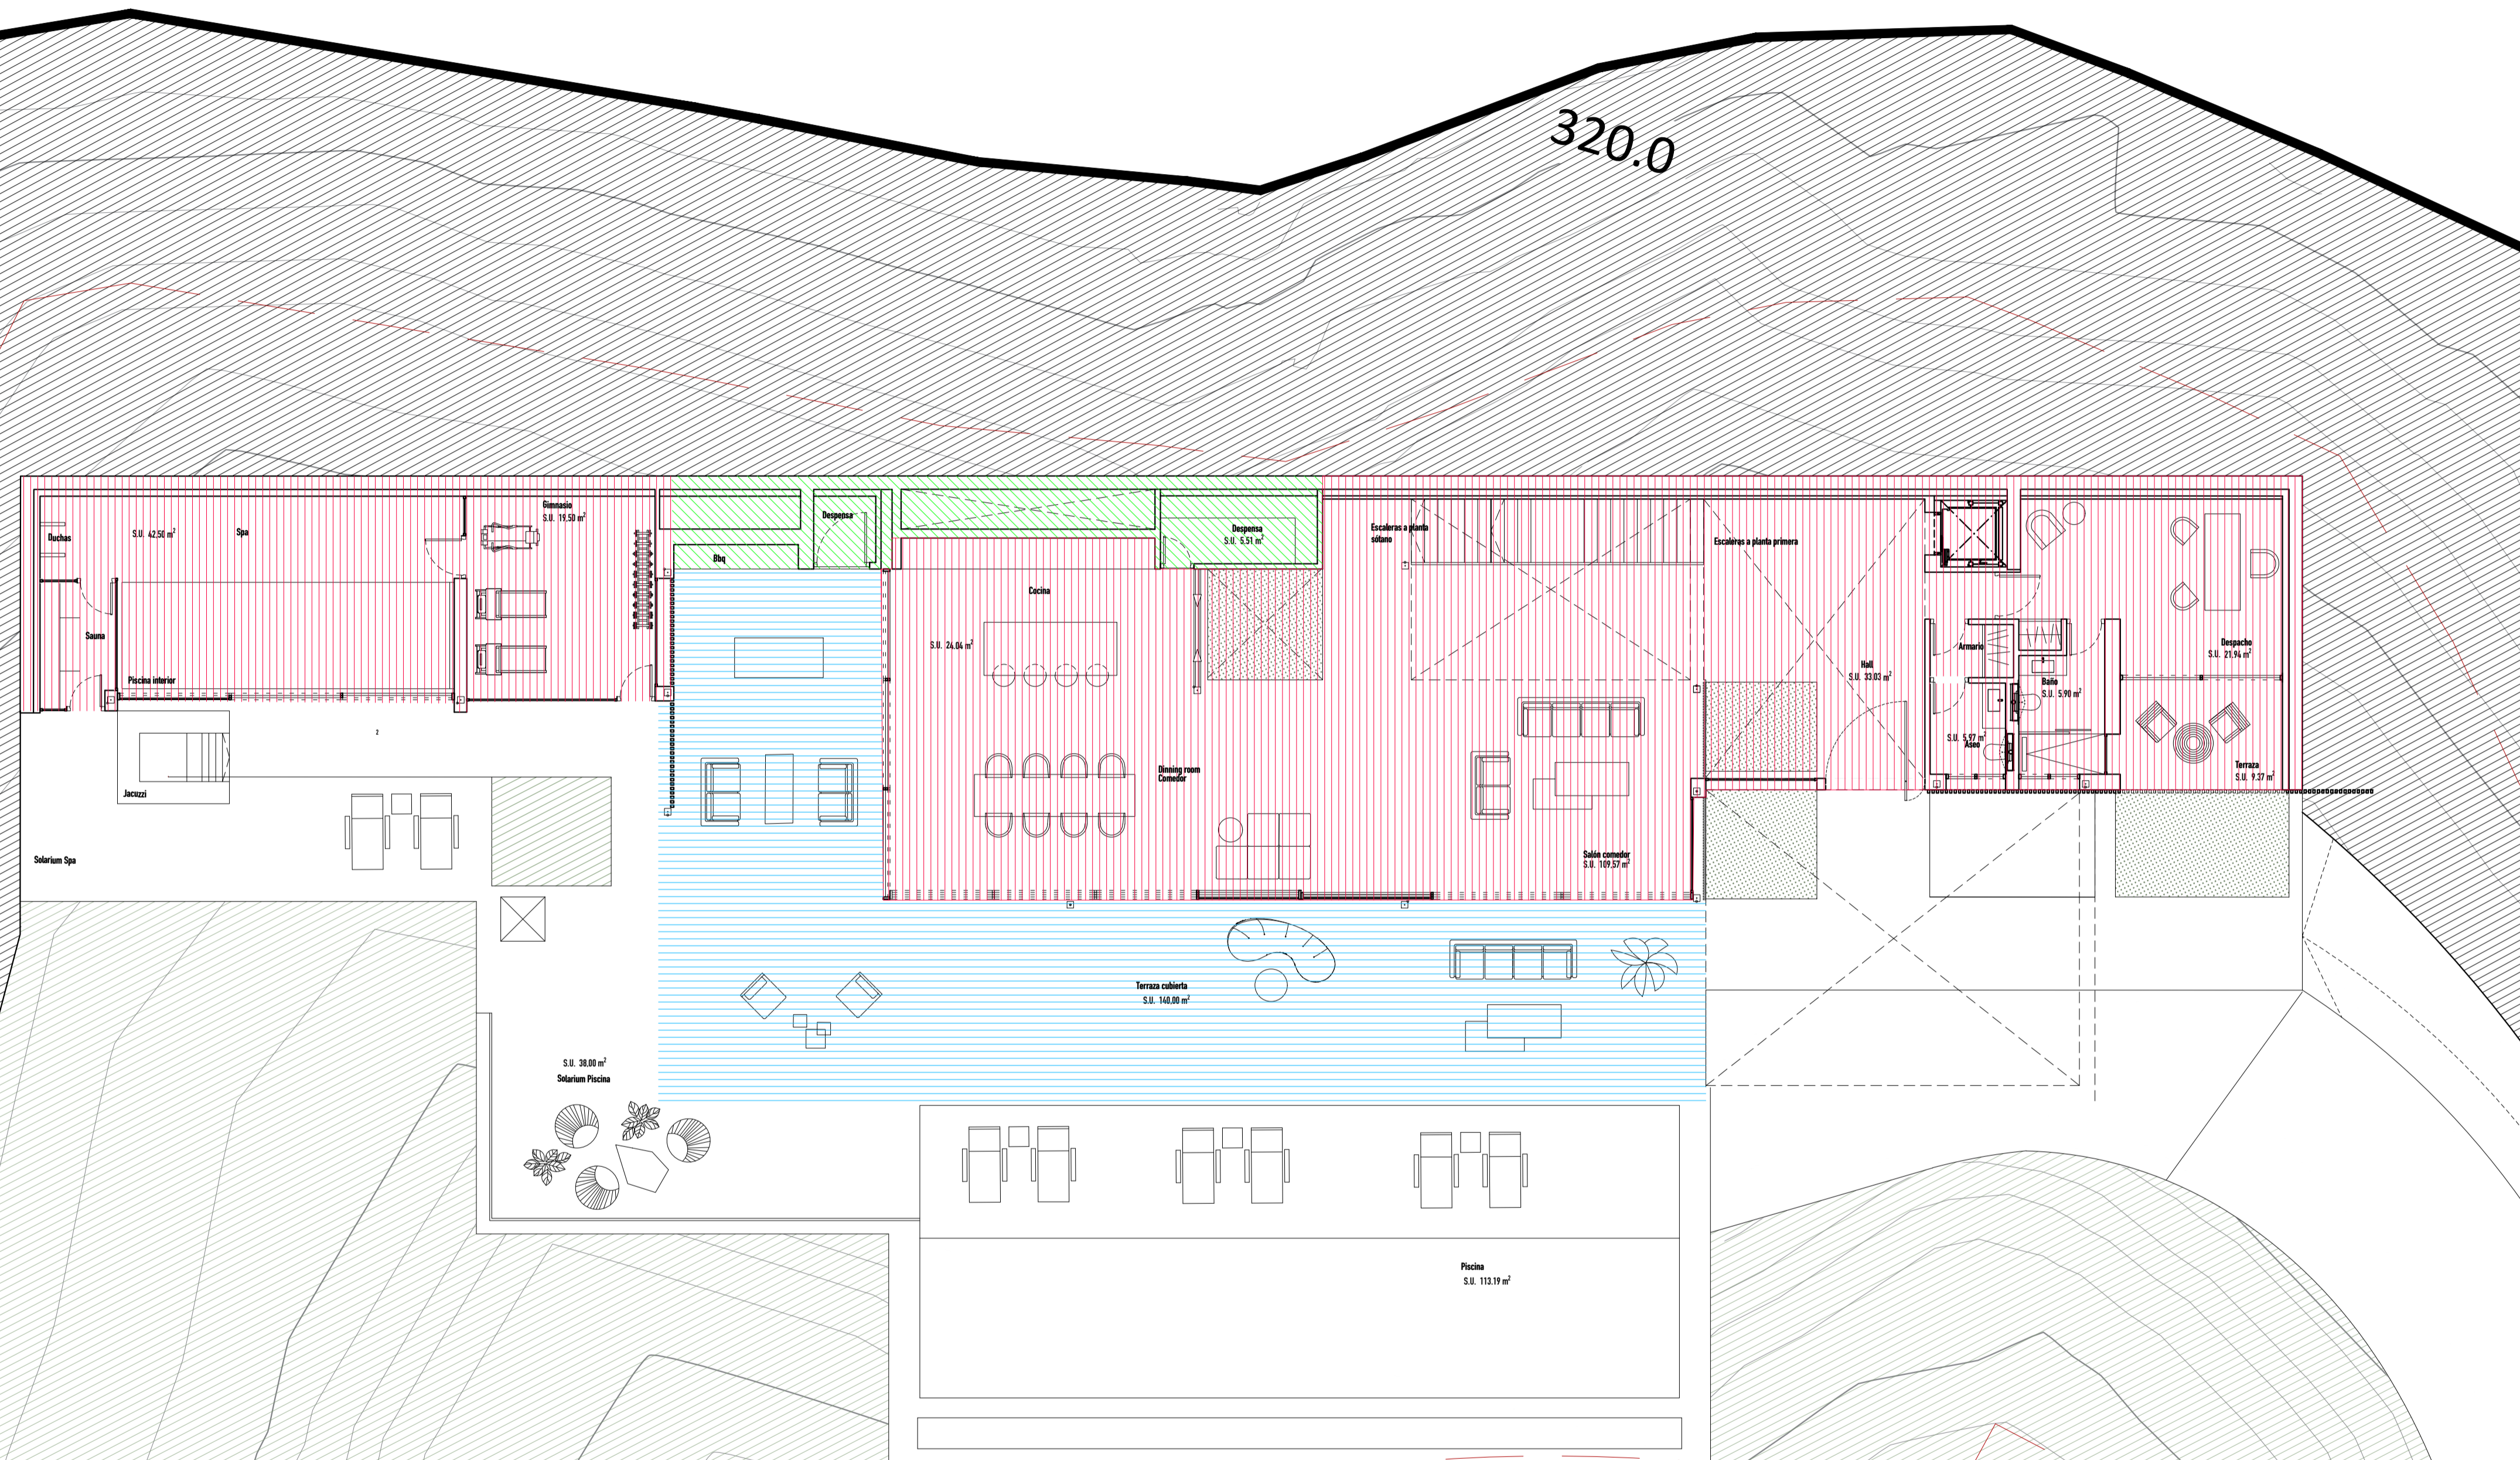 320.0
Gimnasio
S.U. 19,50 m²
Duchas
S.U. 42,50 m²
Spa
Despensa
Despensa
S.U. 5.51 m²
Bbq
Escaleras a planta
sótano
Escaleras a planta primera
Cocina
S.U. 24.04 m²
Sauna
Piscina interior
Hall
S.U. 33.03 m²
Armario
Baño
S.U. 5.90 m²
Despacho
S.U. 21.94 m²
S.U. 5,97 m²
Aseo
Terraza
S.U. 9.37 m²
2
Jacuzzi
Dinning room
Comedor
Solarium Spa
Salón comedor
S.U. 109,57 m²
Terraza cubierta
S.U. 140,00 m²
S.U. 38,00 m²
Solarium Piscina
Piscina
S.U. 113.19 m²